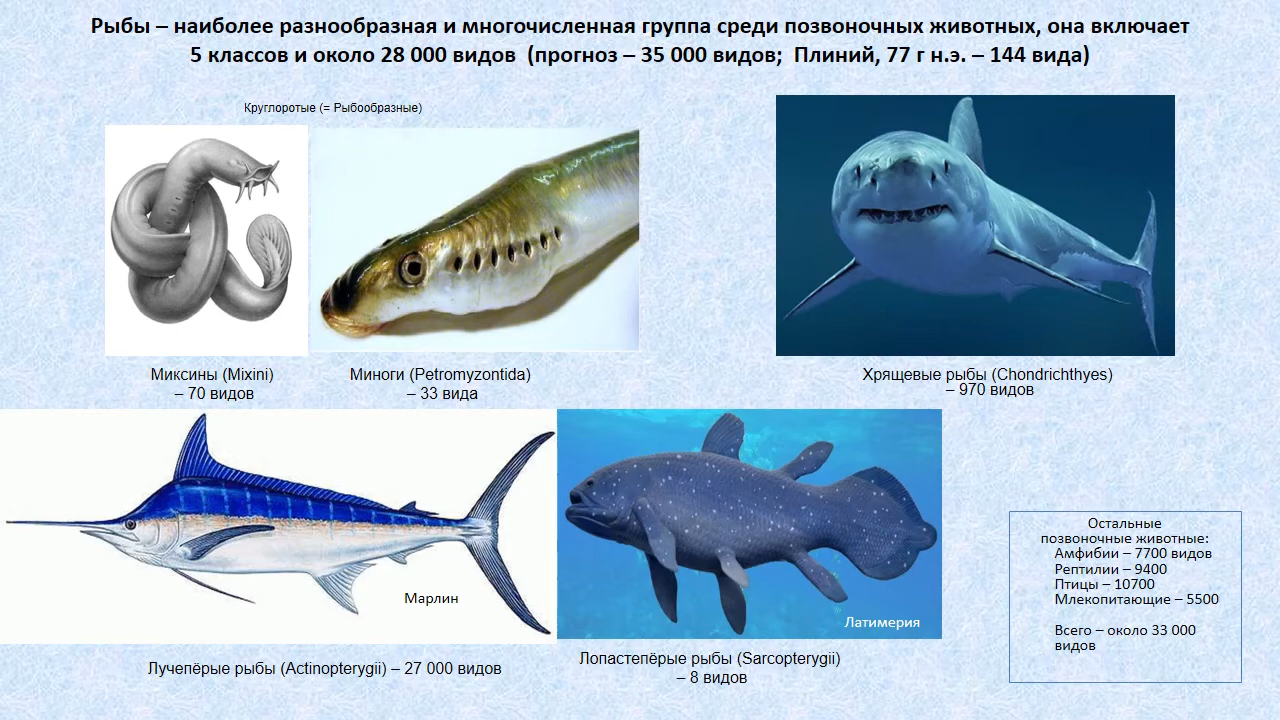 Рыбы – наиболее разнообразная и многочисленная группа среди позвоночных животных, она включает
5 классов и около 28 000 видов (прогноз – 35 000 видов; Плиний, 77 г н.э. – 144 вида)
Круглоротые (= Рыбообразные)
Миксины (Mixini)
– 70 видов
Миноги (Petromyzontida)
– 33 вида
Хрящевые рыбы (Chondrichthyes)
– 970 видов
Марлин
Латимерия
Лучепёрые рыбы (Actinopterygii) – 27 000 видов
Лопастепёрые рыбы (Sarcopterygii)
– 8 видов
Остальные
позвоночные животные:
Амфибии – 7700 видов
Рептилии – 9400
Птицы – 10700
Млекопитающие – 5500
Всего – около 33 000
видов